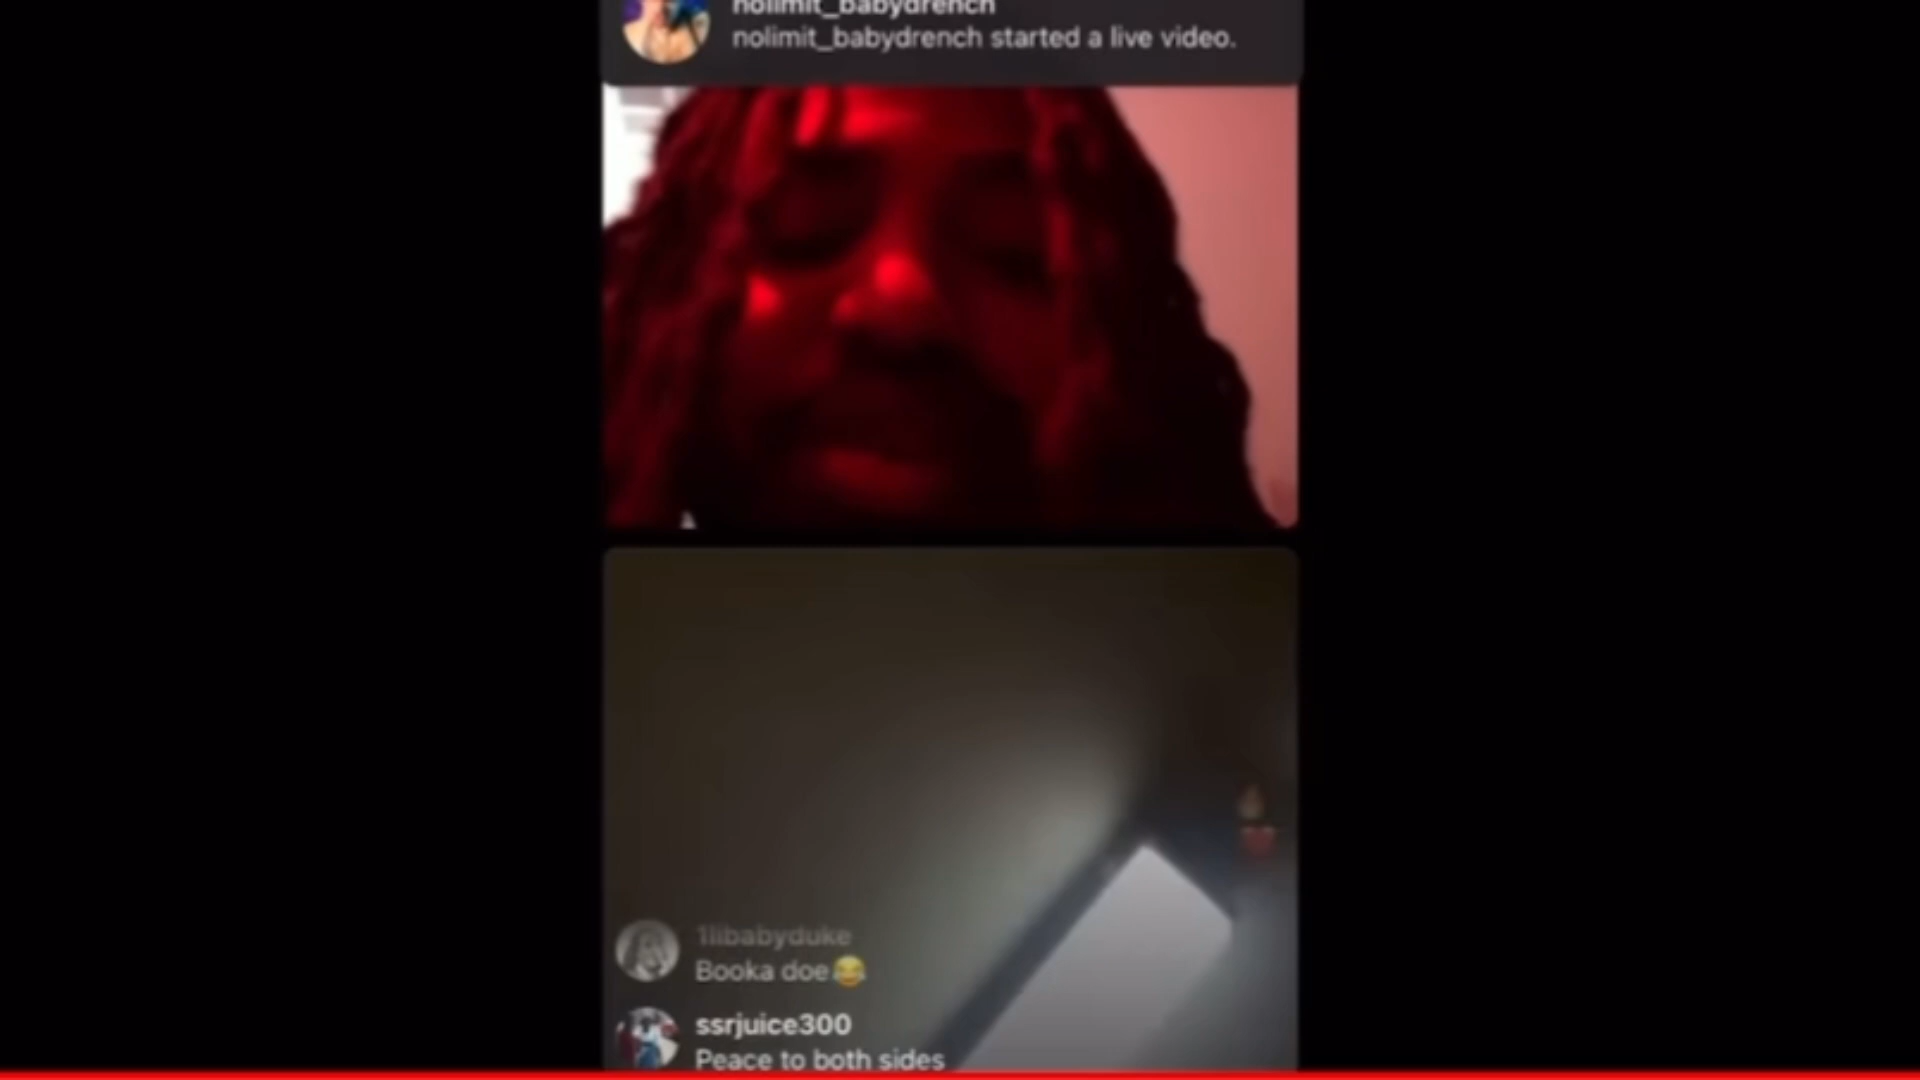 nolimit_babydrench
nolimit_babydrench started a live video.
1libabyduke
Booka doe😂
ssrjuice300
Peace to both sides